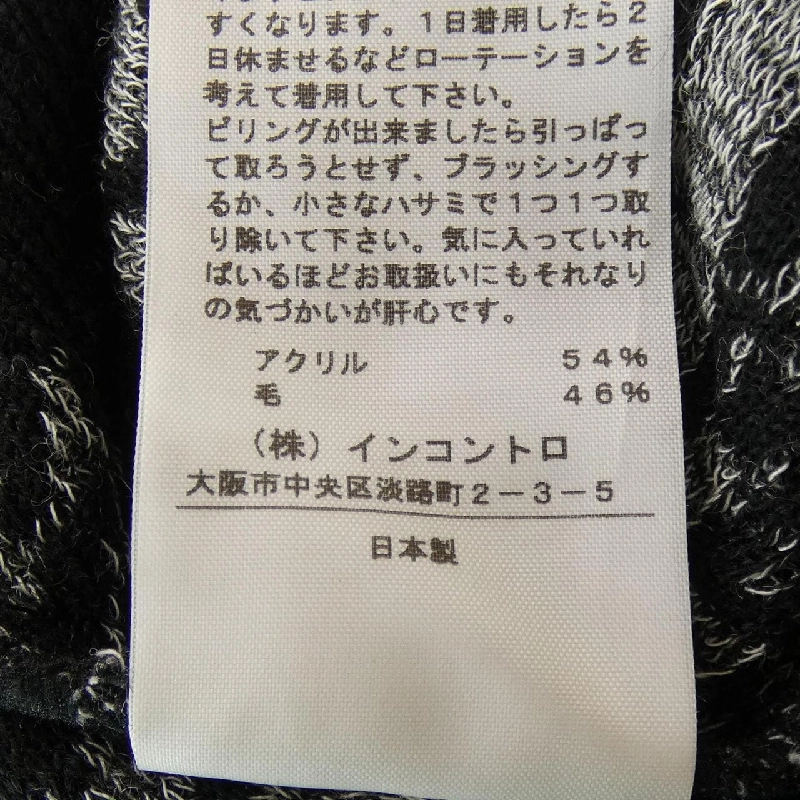 すくなります。１日着用したら２
日休ませるなどローテーションを
考えて着用して下さい。
ピリングが出来ましたら引っぱっ
て取ろうとせず、ブラッシングす
るか、小さなハサミで１つ１つ取
り除いて下さい。気に入っていれ
ばいるほどお取扱いにもそれなり
の気づかいが肝心です。
アクリル ５４％
毛 ４６％
（株）インコントロ
大阪市中央区淡路町２－３－５
日本製